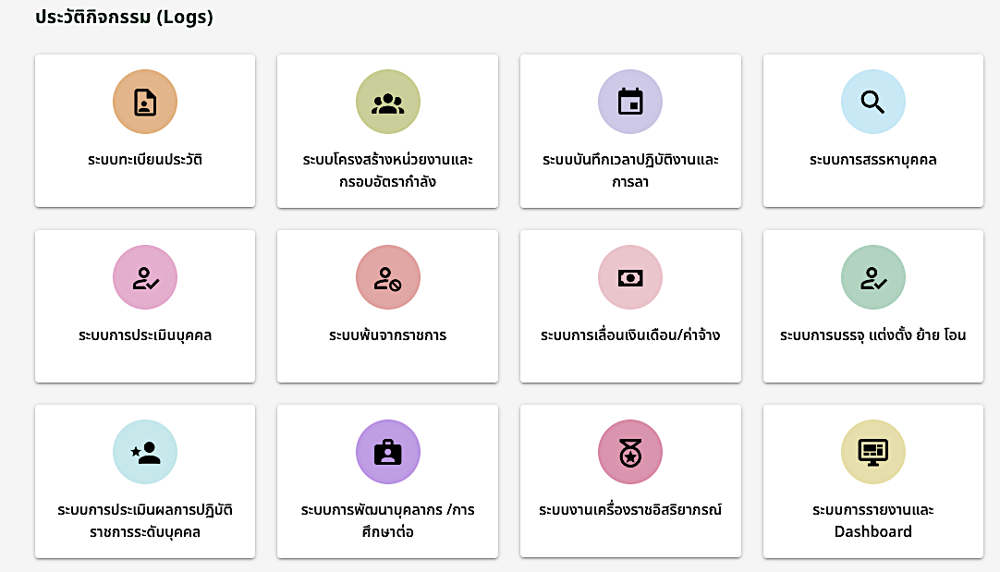 ประวัติกิจกรรม (Logs)
ระบบทะเบียนประวัติ
ระบบโครงสร้างหน่วยงานและ
กรอบอัตรากำลัง
ระบบบันทึกเวลาปฏิบัติงานและ
การลา
ระบบการสรรหาบุคคล
ระบบการประเมินบุคคล
ระบบพ้นจากราชการ
ระบบการเลื่อนเงินเดือน/ค่าจ้าง
ระบบการบรรจุ แต่งตั้ง ย้าย โอน
ระบบการประเมินผลการปฏิบัติ
ราชการระดับบุคคล
ระบบการพัฒนาบุคลากร /การ
ศึกษาต่อ
ระบบงานเครื่องราชอิสริยาภรณ์
ระบบการรายงานและ
Dashboard